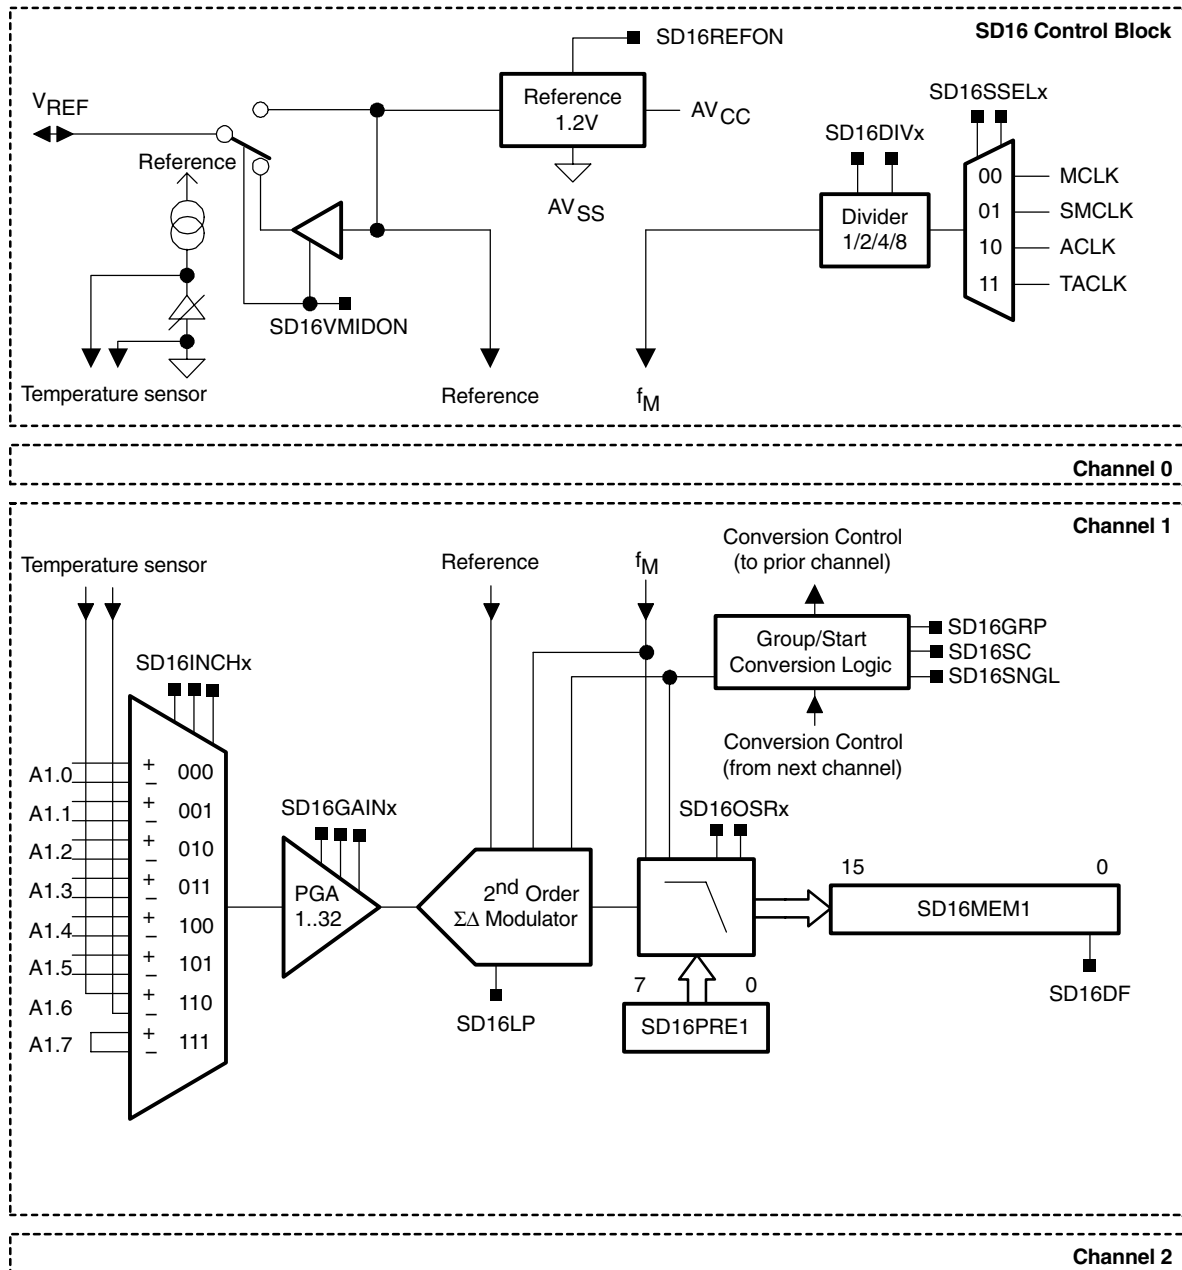 SD16 Control Block
SD16REFON
VREF
Reference
1.2V
AVCC
AVSS
SD16SSELx
SD16DIVx
00
MCLK
01
SMCLK
10
ACLK
11
TACLK
Divider
1/2/4/8
Reference
SD16VMIDON
Temperature sensor
Reference
fM
Channel 0
Channel 1
Temperature sensor
Reference
fM
Conversion Control
(to prior channel)
Group/Start
Conversion Logic
SD16GRP
SD16SC
SD16SNGL
Conversion Control
(from next channel)
SD16INCHx
A1.0
+
−
000
A1.1
+
−
001
A1.2
+
−
010
A1.3
+
−
011
A1.4
+
−
100
A1.5
+
−
101
A1.6
+
−
110
A1.7
+
−
111
SD16GAINx
PGA
1..32
2nd Order
ΣΔ Modulator
SD16LP
SD16OSRx
15 0
SD16MEM1
SD16DF
7 0
SD16PRE1
Channel 2